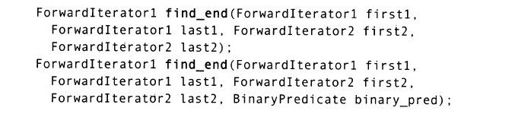 ForwardIterator1 find_end(ForwardIterator1 first1,
ForwardIterator1 last1, ForwardIterator2 first2,
ForwardIterator2 last2);
ForwardIterator1 find_end(ForwardIterator1 first1,
ForwardIterator1 last1, ForwardIterator2 first2,
ForwardIterator2 last2, BinaryPredicate binary_pred);